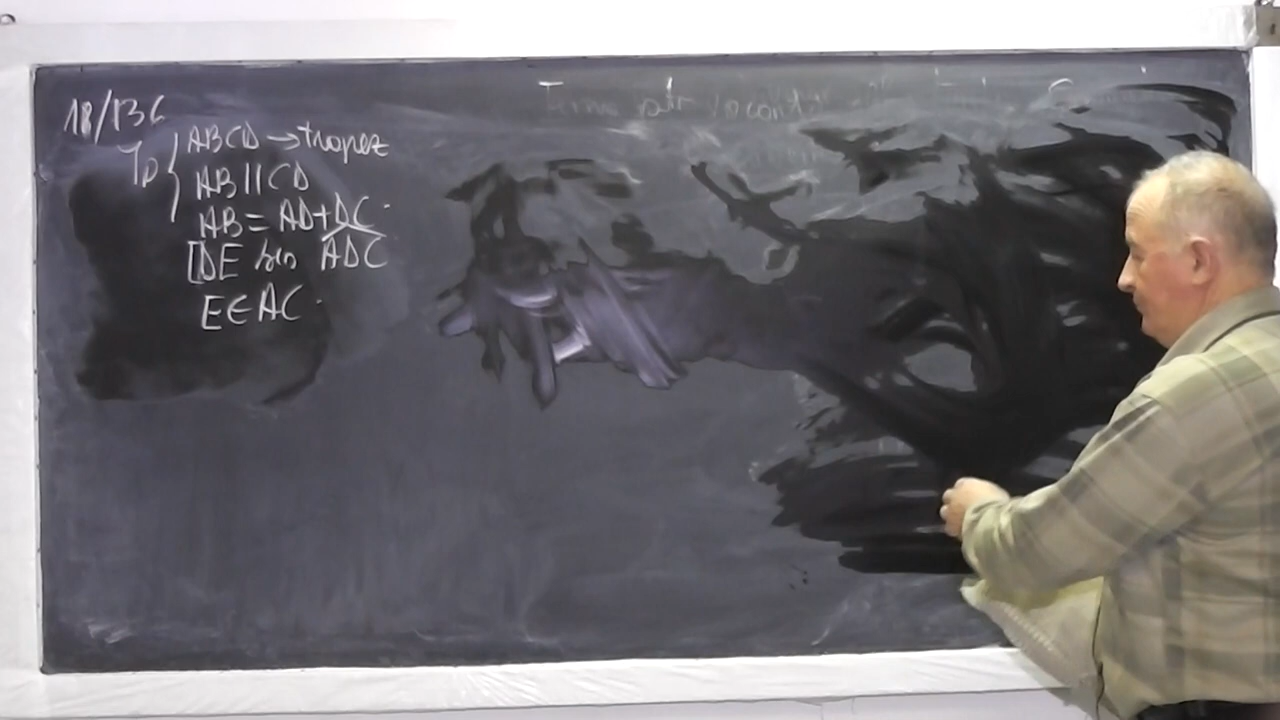 18/136
Ip { ABCD → trapez
AB || CD
AB = AD+DC.
[DE bis ADC
E∈AC.